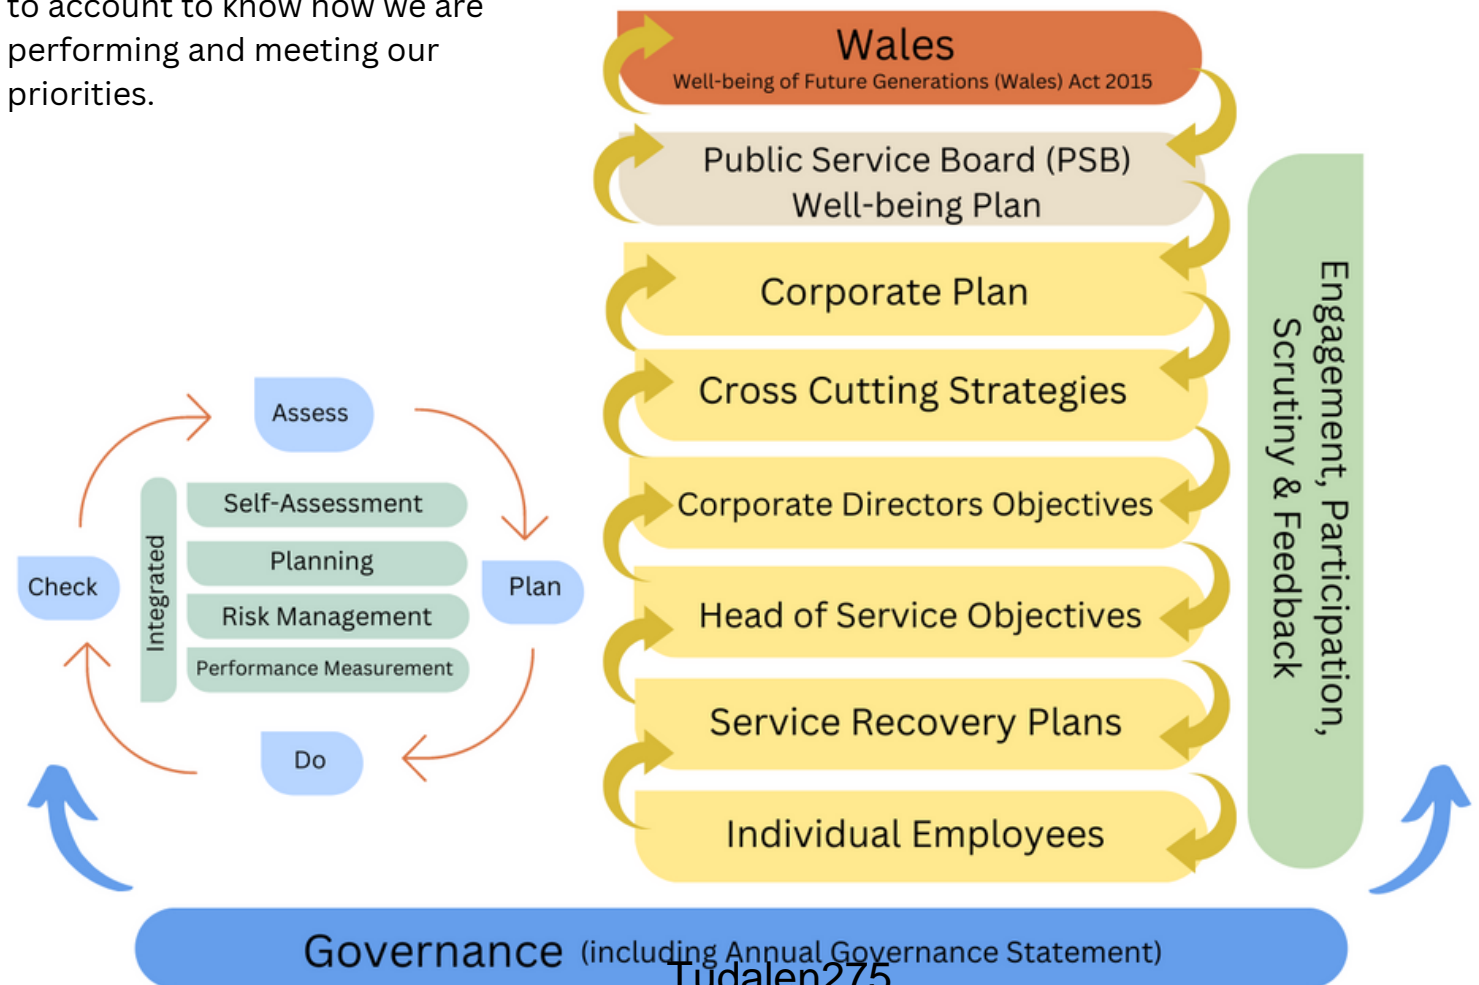 to account to know how we are
performing and meeting our
priorities.
Wales
Well-being of Future Generations (Wales) Act 2015
Public Service Board (PSB)
Well-being Plan
Corporate Plan
Cross Cutting Strategies
Corporate Directors Objectives
Head of Service Objectives
Service Recovery Plans
Individual Employees
Engagement, Participation,
Scrutiny & Feedback
Assess
Plan
Do
Check
Integrated
Self-Assessment
Planning
Risk Management
Performance Measurement
Governance (including Annual Governance Statement)
Tudalen275